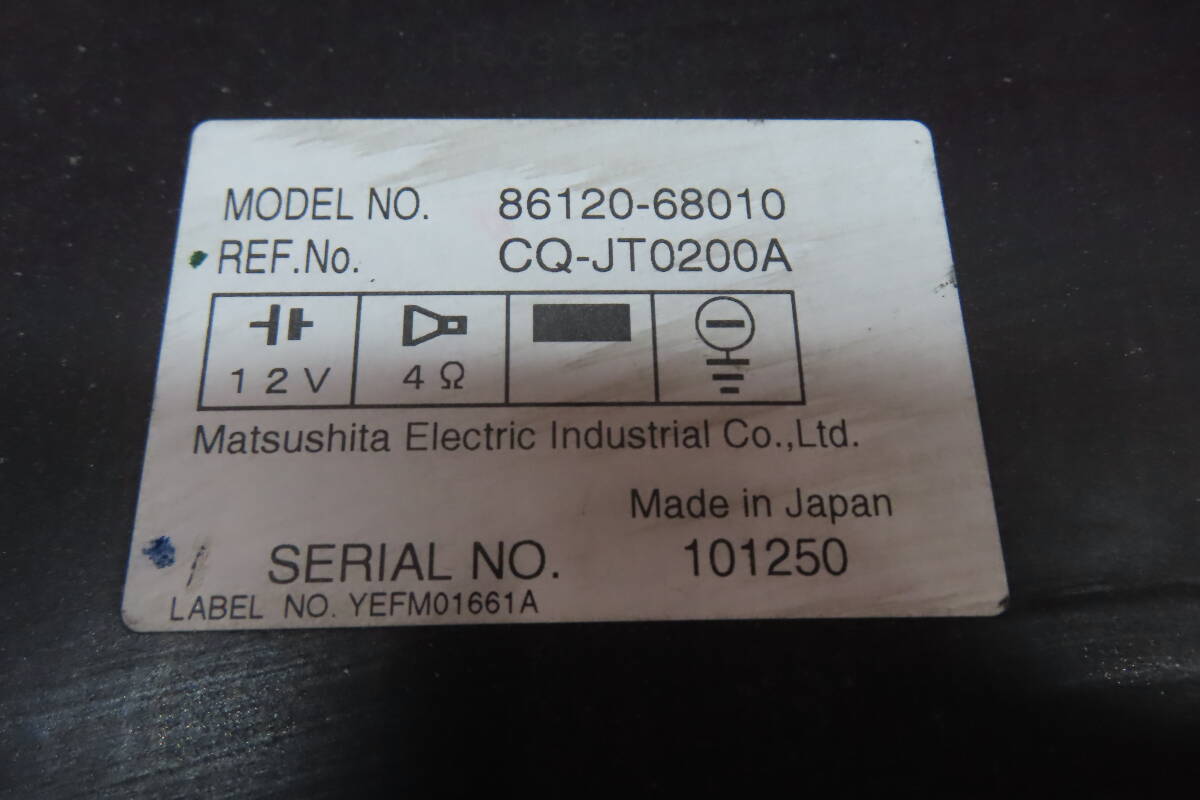 MODEL NO. 86120-68010
REF.No. CQ-JT0200A
12V 4Ω
Matsushita Electric Industrial Co.,Ltd.
Made in Japan
SERIAL NO. 101250
LABEL NO. YEFM01661A